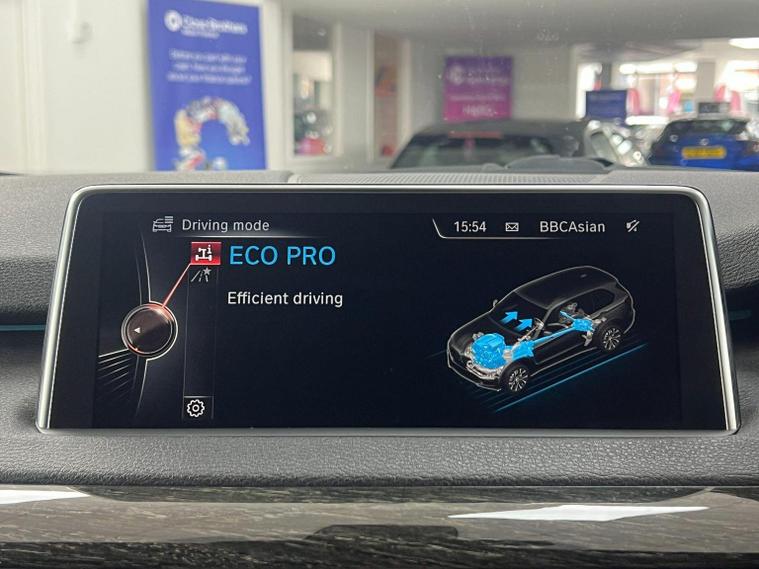 Driving mode
15:54
BBCAsian
ECO PRO
Efficient driving